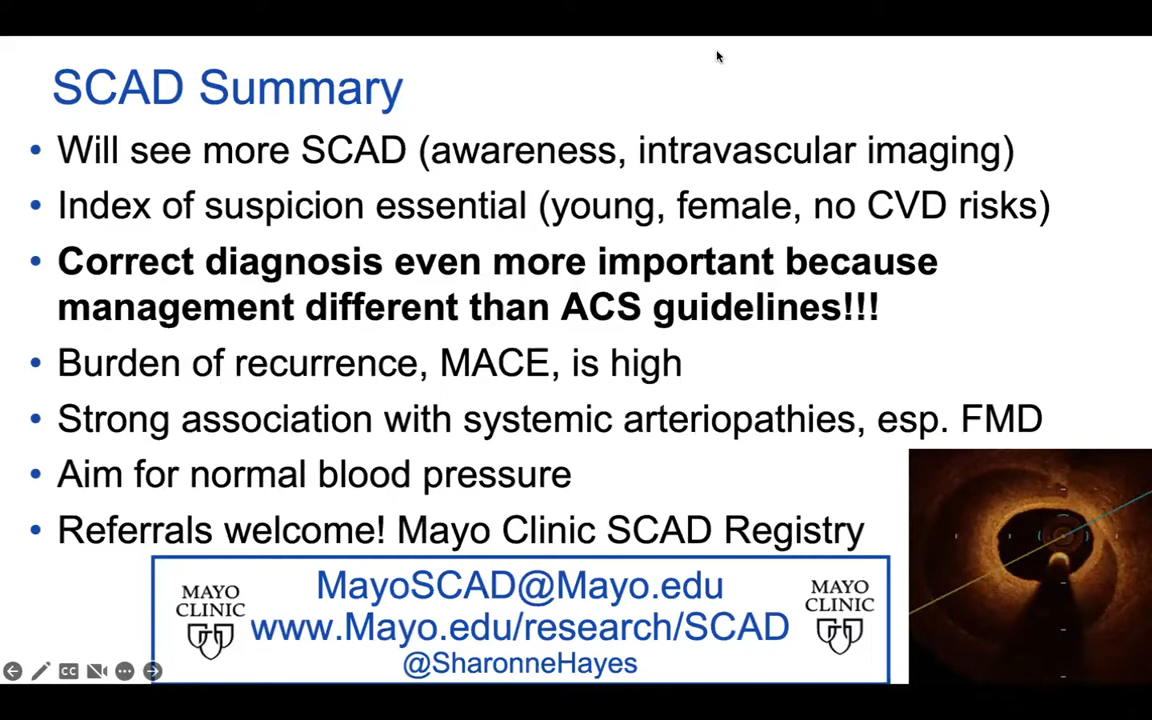 SCAD Summary
• Will see more SCAD (awareness, intravascular imaging)
• Index of suspicion essential (young, female, no CVD risks)
• Correct diagnosis even more important because
management different than ACS guidelines!!!
• Burden of recurrence, MACE, is high
• Strong association with systemic arteriopathies, esp. FMD
• Aim for normal blood pressure
• Referrals welcome! Mayo Clinic SCAD Registry
MAYO
CLINIC
MayoSCAD@Mayo.edu
www.Mayo.edu/research/SCAD
@SharonneHayes
MAYO
CLINIC
CC